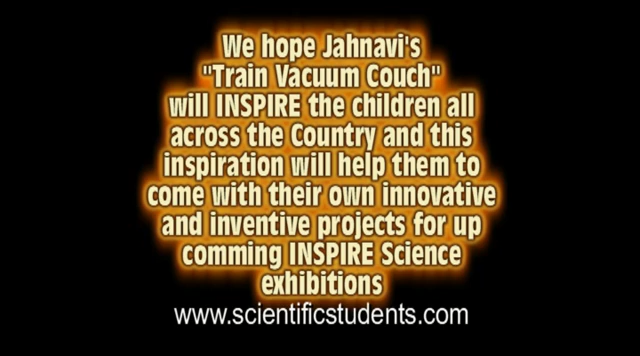 We hope Jahnavi's
"Train Vacuum Couch"
will INSPIRE the children all
across the Country and this
inspiration will help them to
come with their own innovative
and inventive projects for up
comming INSPIRE Science
exhibitions
www.scientificstudents.com